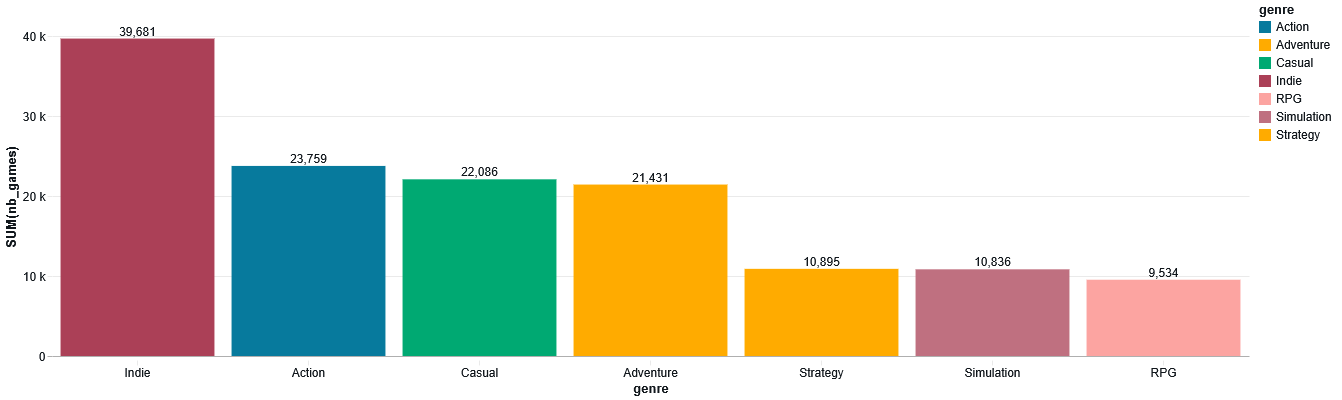 genre
Action
Adventure
Casual
Indie
RPG
Simulation
Strategy
SUM(nb_games)
40 k
30 k
20 k
10 k
0
39,681
23,759
22,086
21,431
10,895
10,836
9,534
Indie
Action
Casual
Adventure
Strategy
Simulation
RPG
genre